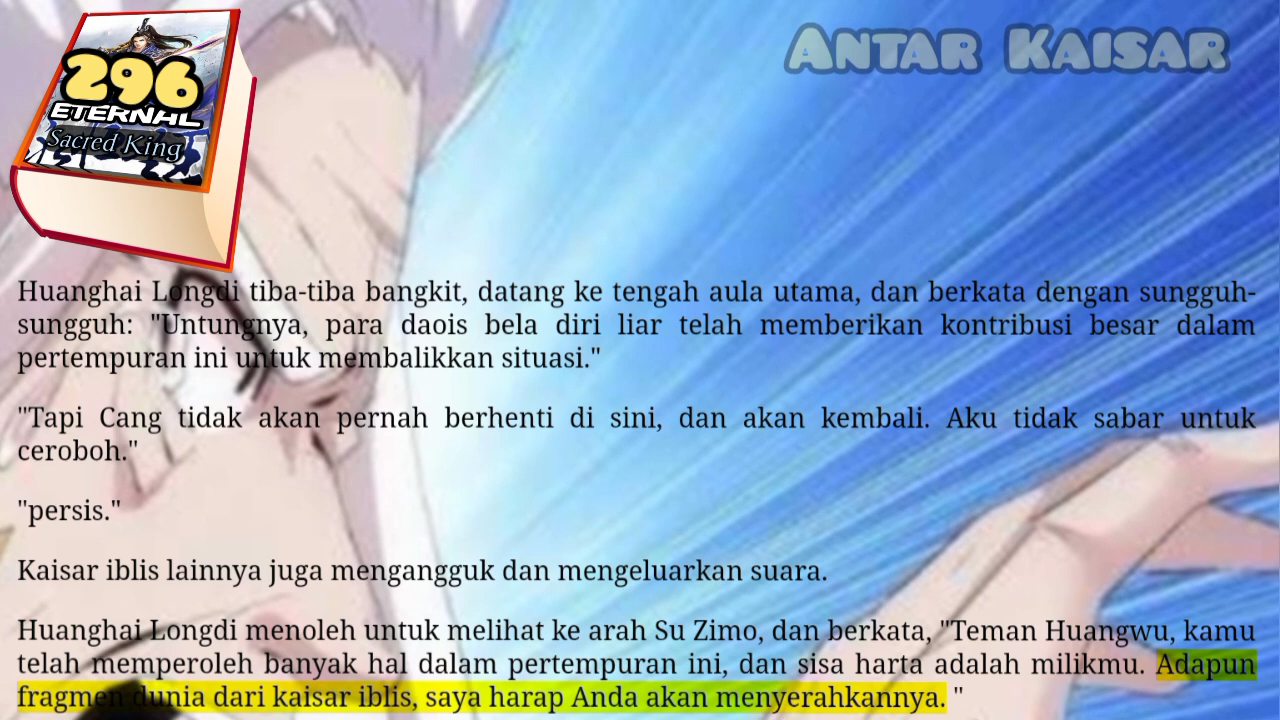 296
ETERNAL
Sacred King
ANTAR KAISAR
Huanghai Longdi tiba-tiba bangkit, datang ke tengah aula utama, dan berkata dengan sungguh-
sungguh: "Untungnya, para daois bela diri liar telah memberikan kontribusi besar dalam
pertempuran ini untuk membalikkan situasi."
"Tapi Cang tidak akan pernah berhenti di sini, dan akan kembali. Aku tidak sabar untuk
ceroboh."
"persis."
Kaisar iblis lainnya juga mengangguk dan mengeluarkan suara.
Huanghai Longdi menoleh untuk melihat ke arah Su Zimo, dan berkata, "Teman Huangwu, kamu
telah memperoleh banyak hal dalam pertempuran ini, dan sisa harta adalah milikmu. Adapun
fragmen dunia dari kaisar iblis, saya harap Anda akan menyerahkannya. "